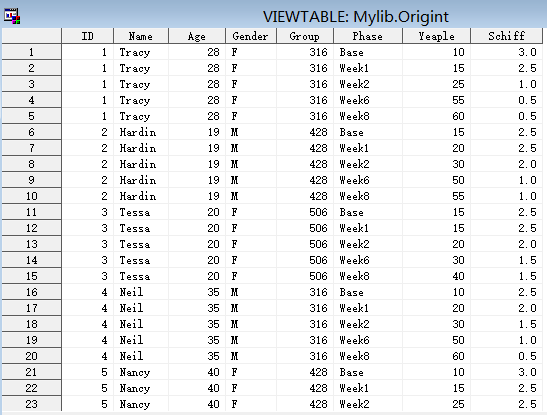 VIEWTABLE: Mylib.Origint
ID Name Age Gender Group Phase Yeaple Schiff
1 1 Tracy 28 F 316 Base 10 3.0
2 1 Tracy 28 F 316 Week1 15 2.5
3 1 Tracy 28 F 316 Week2 25 1.0
4 1 Tracy 28 F 316 Week6 55 0.5
5 1 Tracy 28 F 316 Week8 60 0.5
6 2 Hardin 19 M 428 Base 15 2.5
7 2 Hardin 19 M 428 Week1 20 2.5
8 2 Hardin 19 M 428 Week2 30 2.0
9 2 Hardin 19 M 428 Week6 50 1.0
10 2 Hardin 19 M 428 Week8 55 1.0
11 3 Tessa 20 F 506 Base 15 2.5
12 3 Tessa 20 F 506 Week1 15 2.5
13 3 Tessa 20 F 506 Week2 20 2.0
14 3 Tessa 20 F 506 Week6 30 1.5
15 3 Tessa 20 F 506 Week8 40 1.5
16 4 Neil 35 M 316 Base 10 2.5
17 4 Neil 35 M 316 Week1 20 2.0
18 4 Neil 35 M 316 Week2 30 1.5
19 4 Neil 35 M 316 Week6 50 1.0
20 4 Neil 35 M 316 Week8 60 0.5
21 5 Nancy 40 F 428 Base 10 3.0
22 5 Nancy 40 F 428 Week1 15 2.5
23 5 Nancy 40 F 428 Week2 25 2.5